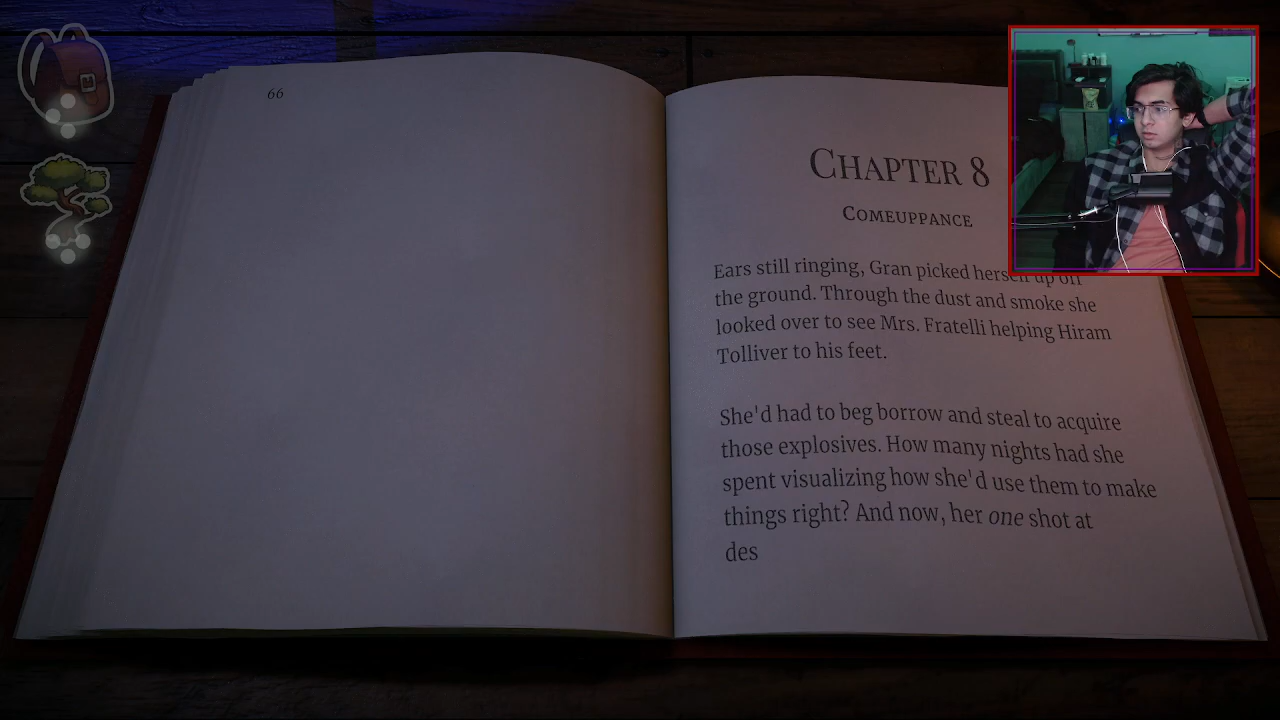 66
CHAPTER 8
COMEUPPANCE
Ears still ringing, Gran picked herself up off
the ground. Through the dust and smoke she
looked over to see Mrs. Fratelli helping Hiram
Tolliver to his feet.
She'd had to beg borrow and steal to acquire
those explosives. How many nights had she
spent visualizing how she'd use them to make
things right? And now, her one shot at
des